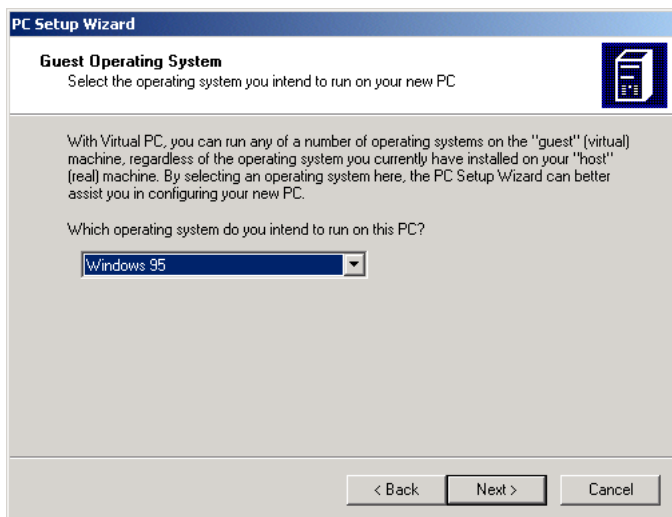 PC Setup Wizard
Guest Operating System
Select the operating system you intend to run on your new PC
With Virtual PC, you can run any of a number of operating systems on the "guest" (virtual)
machine, regardless of the operating system you currently have installed on your "host"
(real) machine. By selecting an operating system here, the PC Setup Wizard can better
assist you in configuring your new PC.
Which operating system do you intend to run on this PC?
Windows 95
< Back
Next >
Cancel